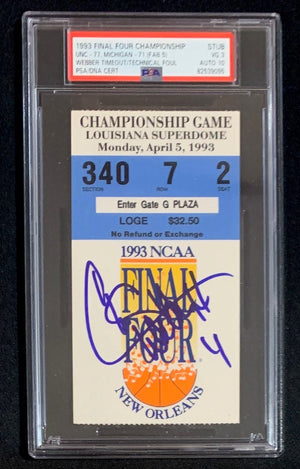 1993 FINAL FOUR CHAMPIONSHIP STUB
UNC - 77, MICHIGAN - 71 (FAB 5) VG 3
WEBBER TIMEOUT/TECHNICAL FOUL AUTO 10
PSA/DNA CERT PSA 82539095
CHAMPIONSHIP GAME
LOUISIANA SUPERDOME
Monday, April 5, 1993
340 7 2
SECTION ROW SEAT
Enter Gate G PLAZA
LOGE $32.50
No Refund or Exchange
1993 NCAA
FINAL
FOUR
4
NEW ORLEANS